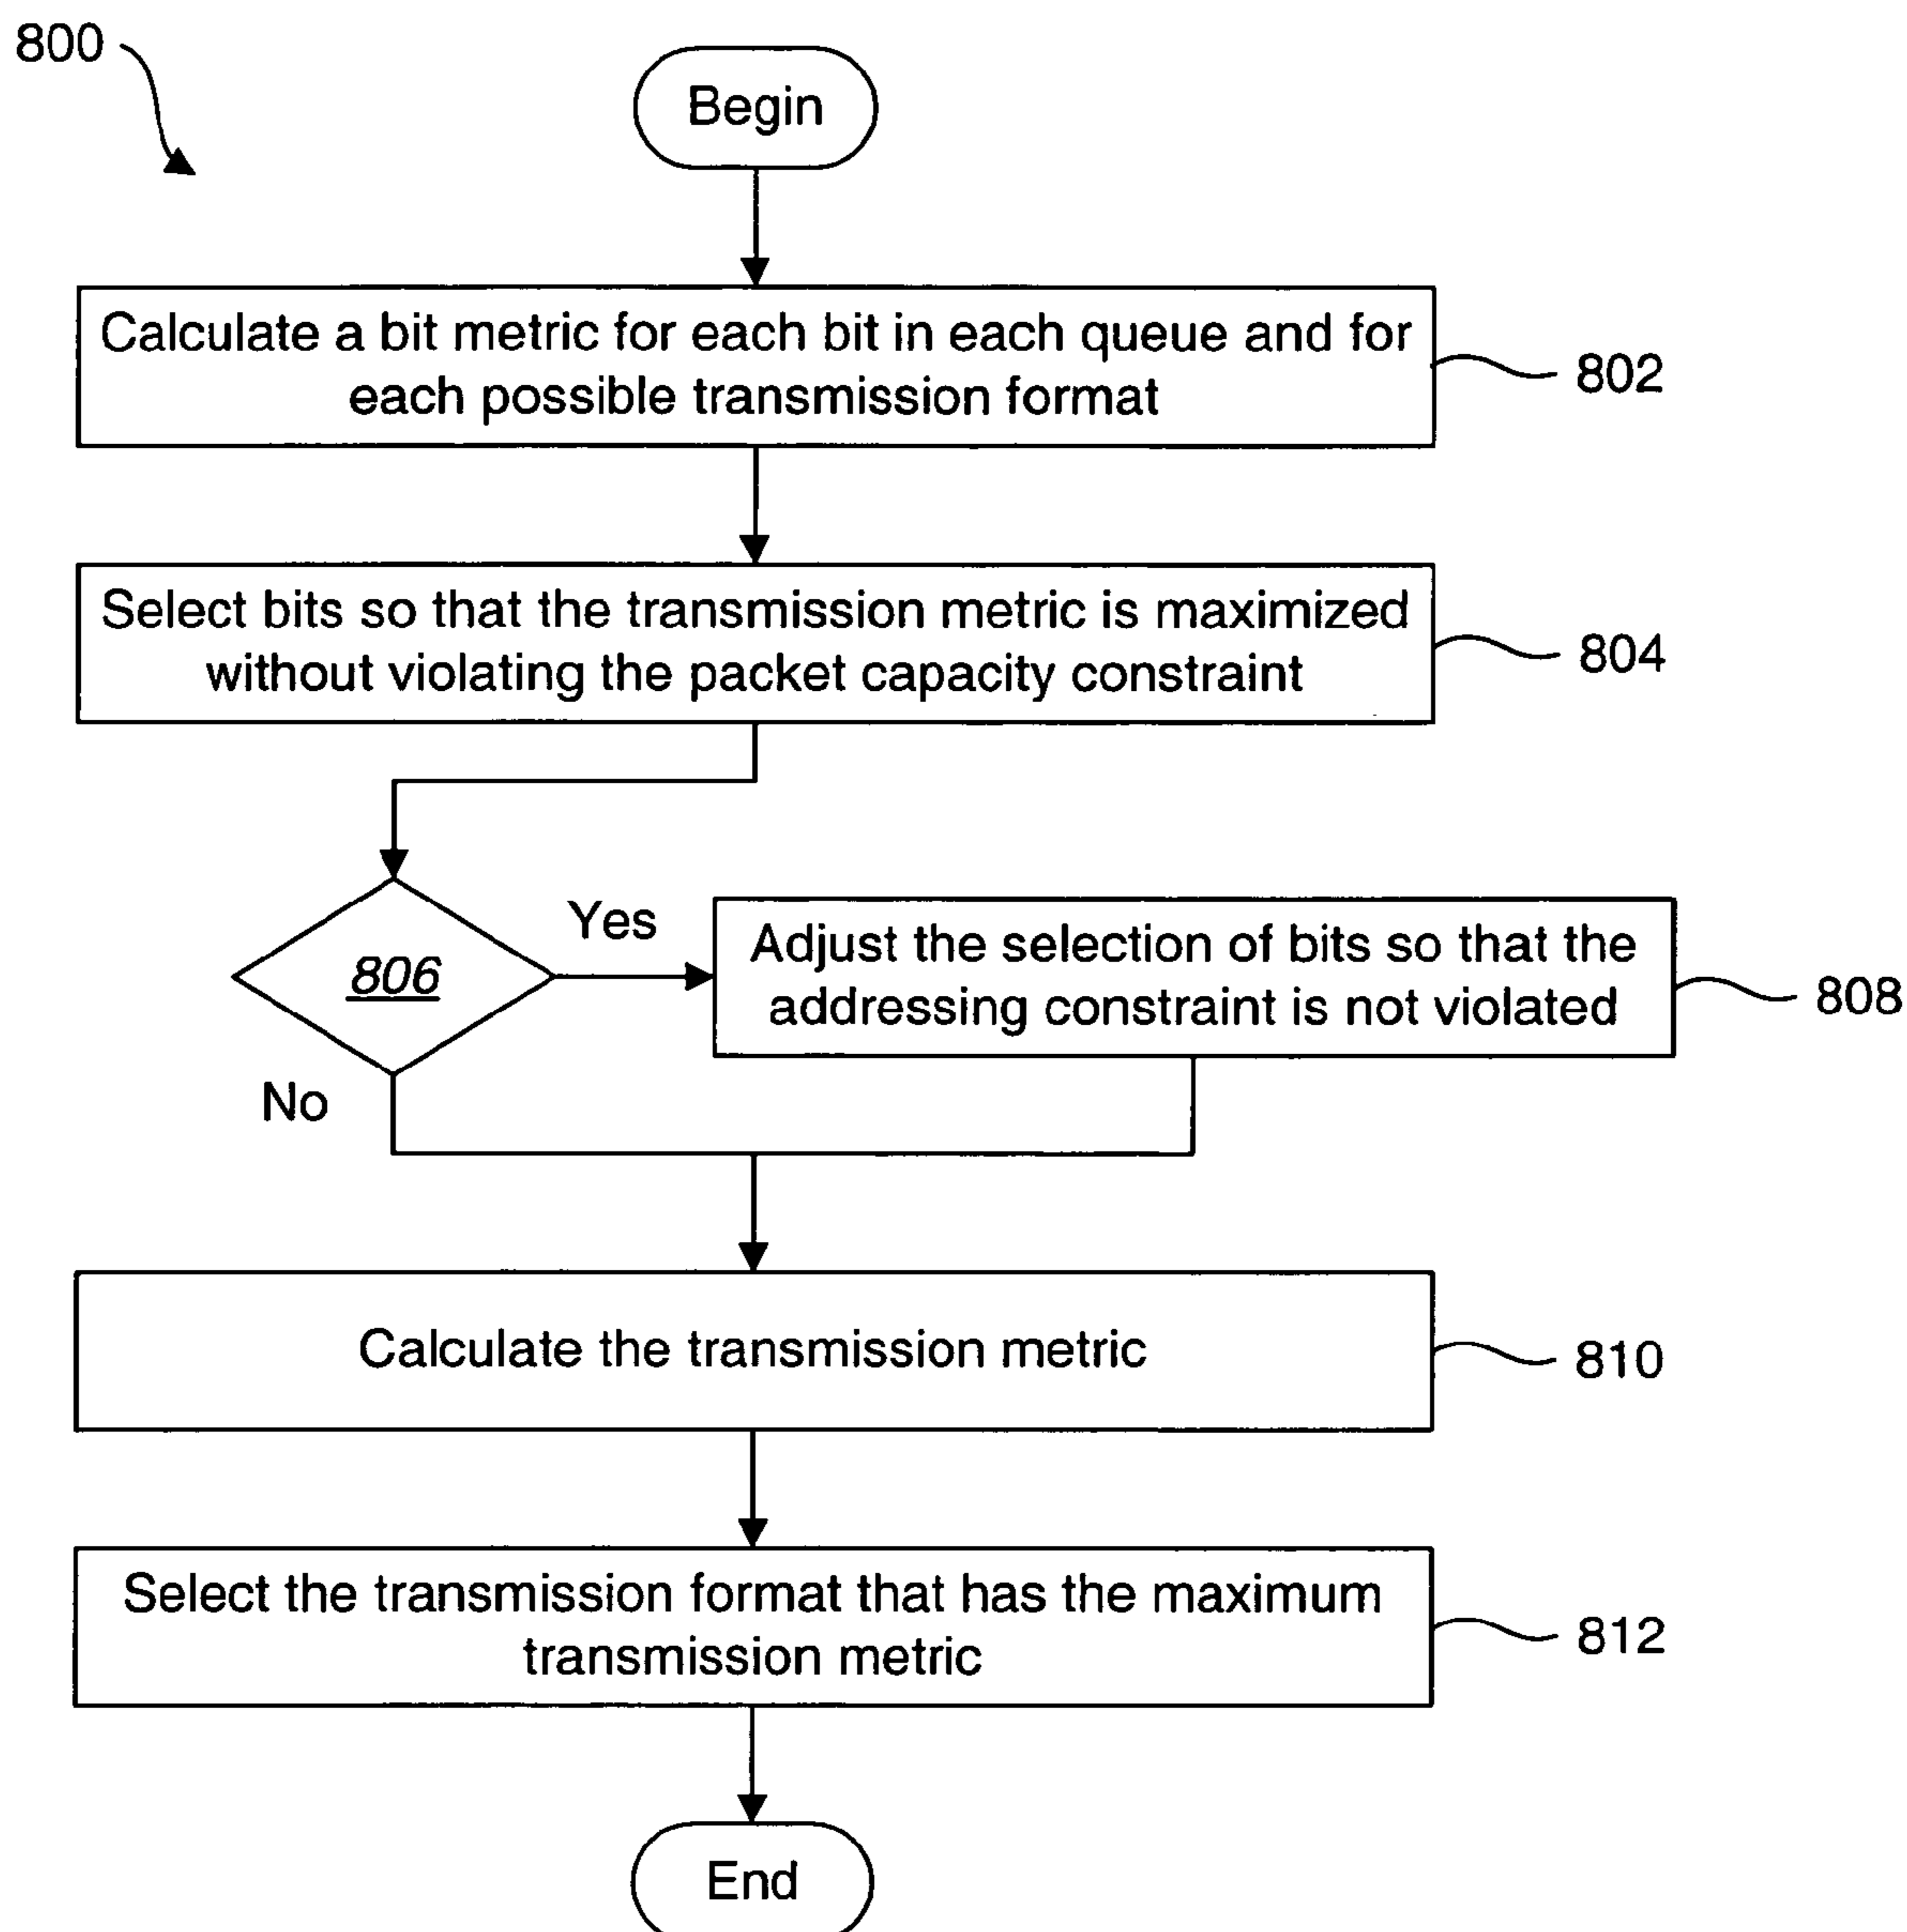 800
Begin
Calculate a bit metric for each bit in each queue and for
each possible transmission format
802
Select bits so that the transmission metric is maximized
without violating the packet capacity constraint
804
806
Yes
Adjust the selection of bits so that the
addressing constraint is not violated
808
No
Calculate the transmission metric
810
Select the transmission format that has the maximum
transmission metric
812
End